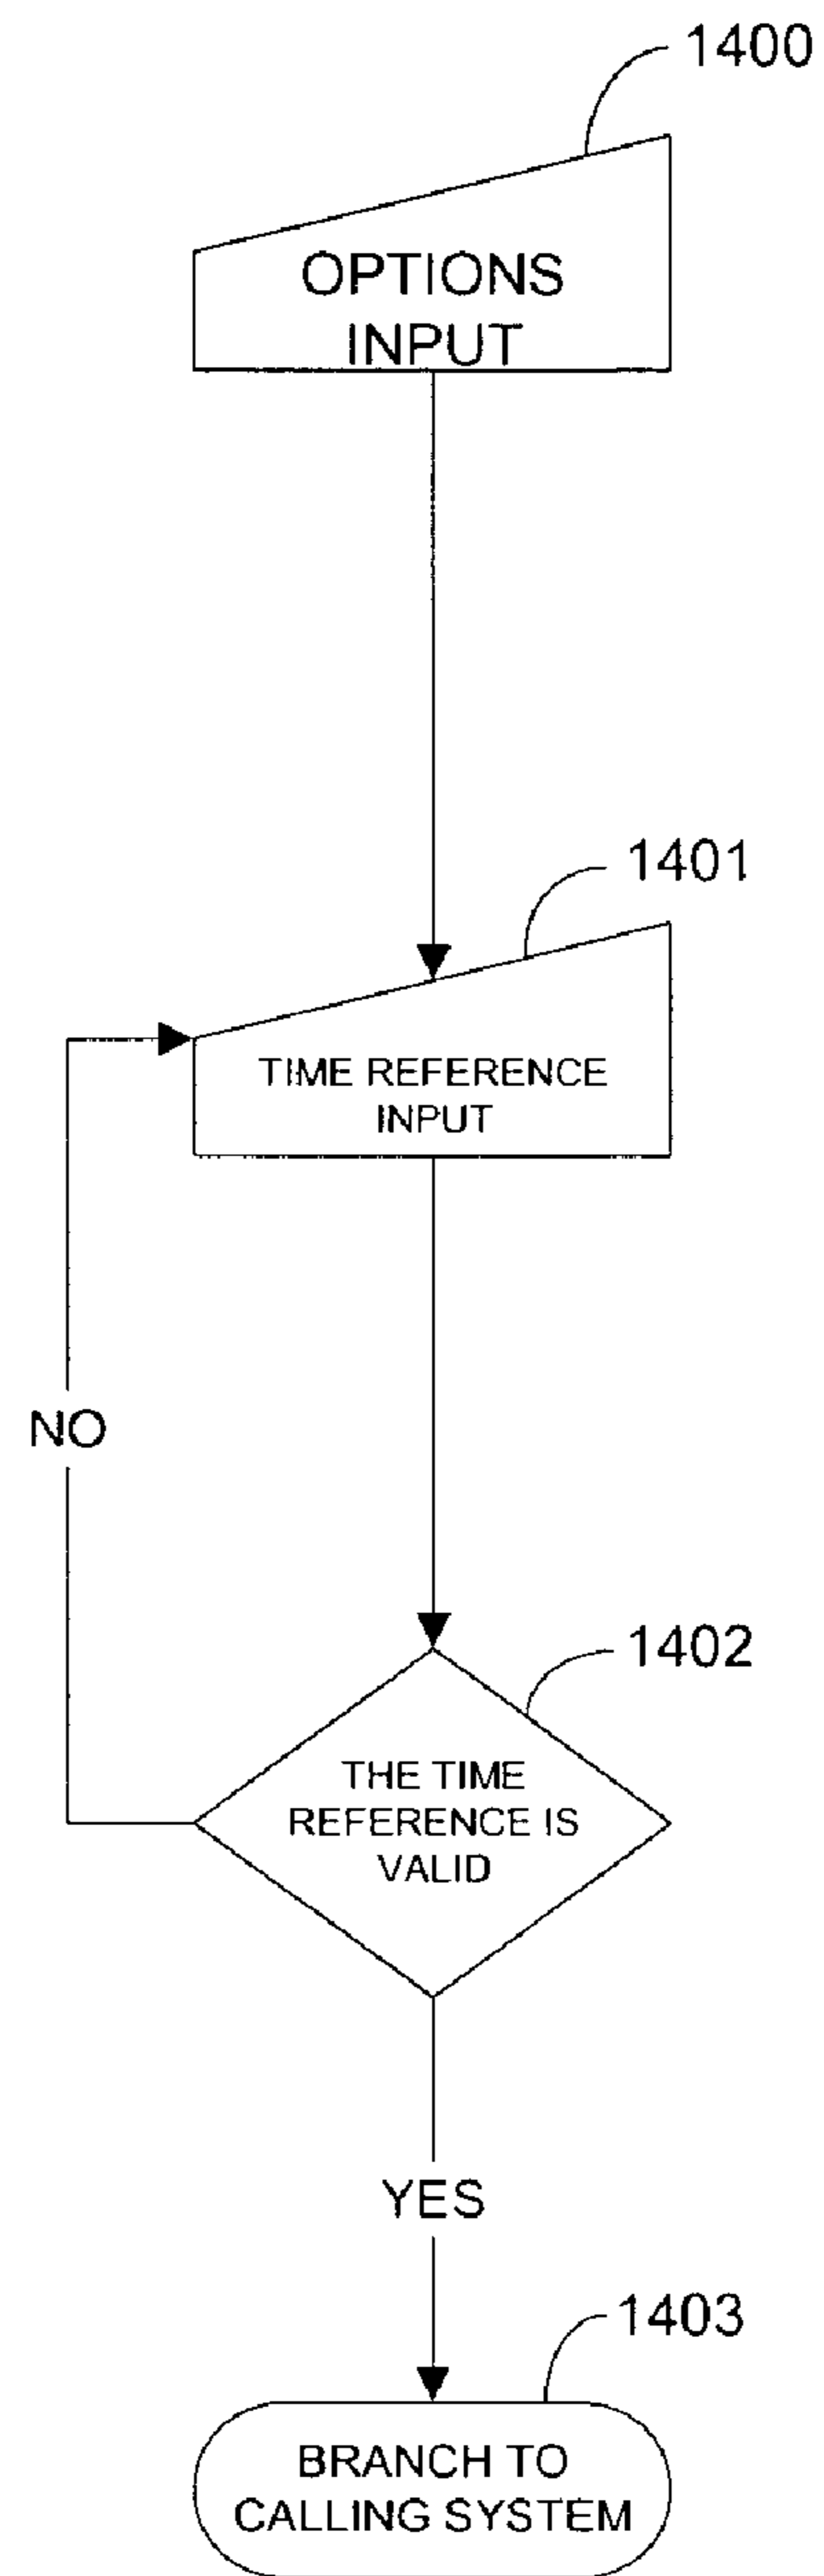 1400
OPTIONS
INPUT
1401
TIME REFERENCE
INPUT
NO
1402
THE TIME
REFERENCE IS
VALID
YES
1403
BRANCH TO
CALLING SYSTEM